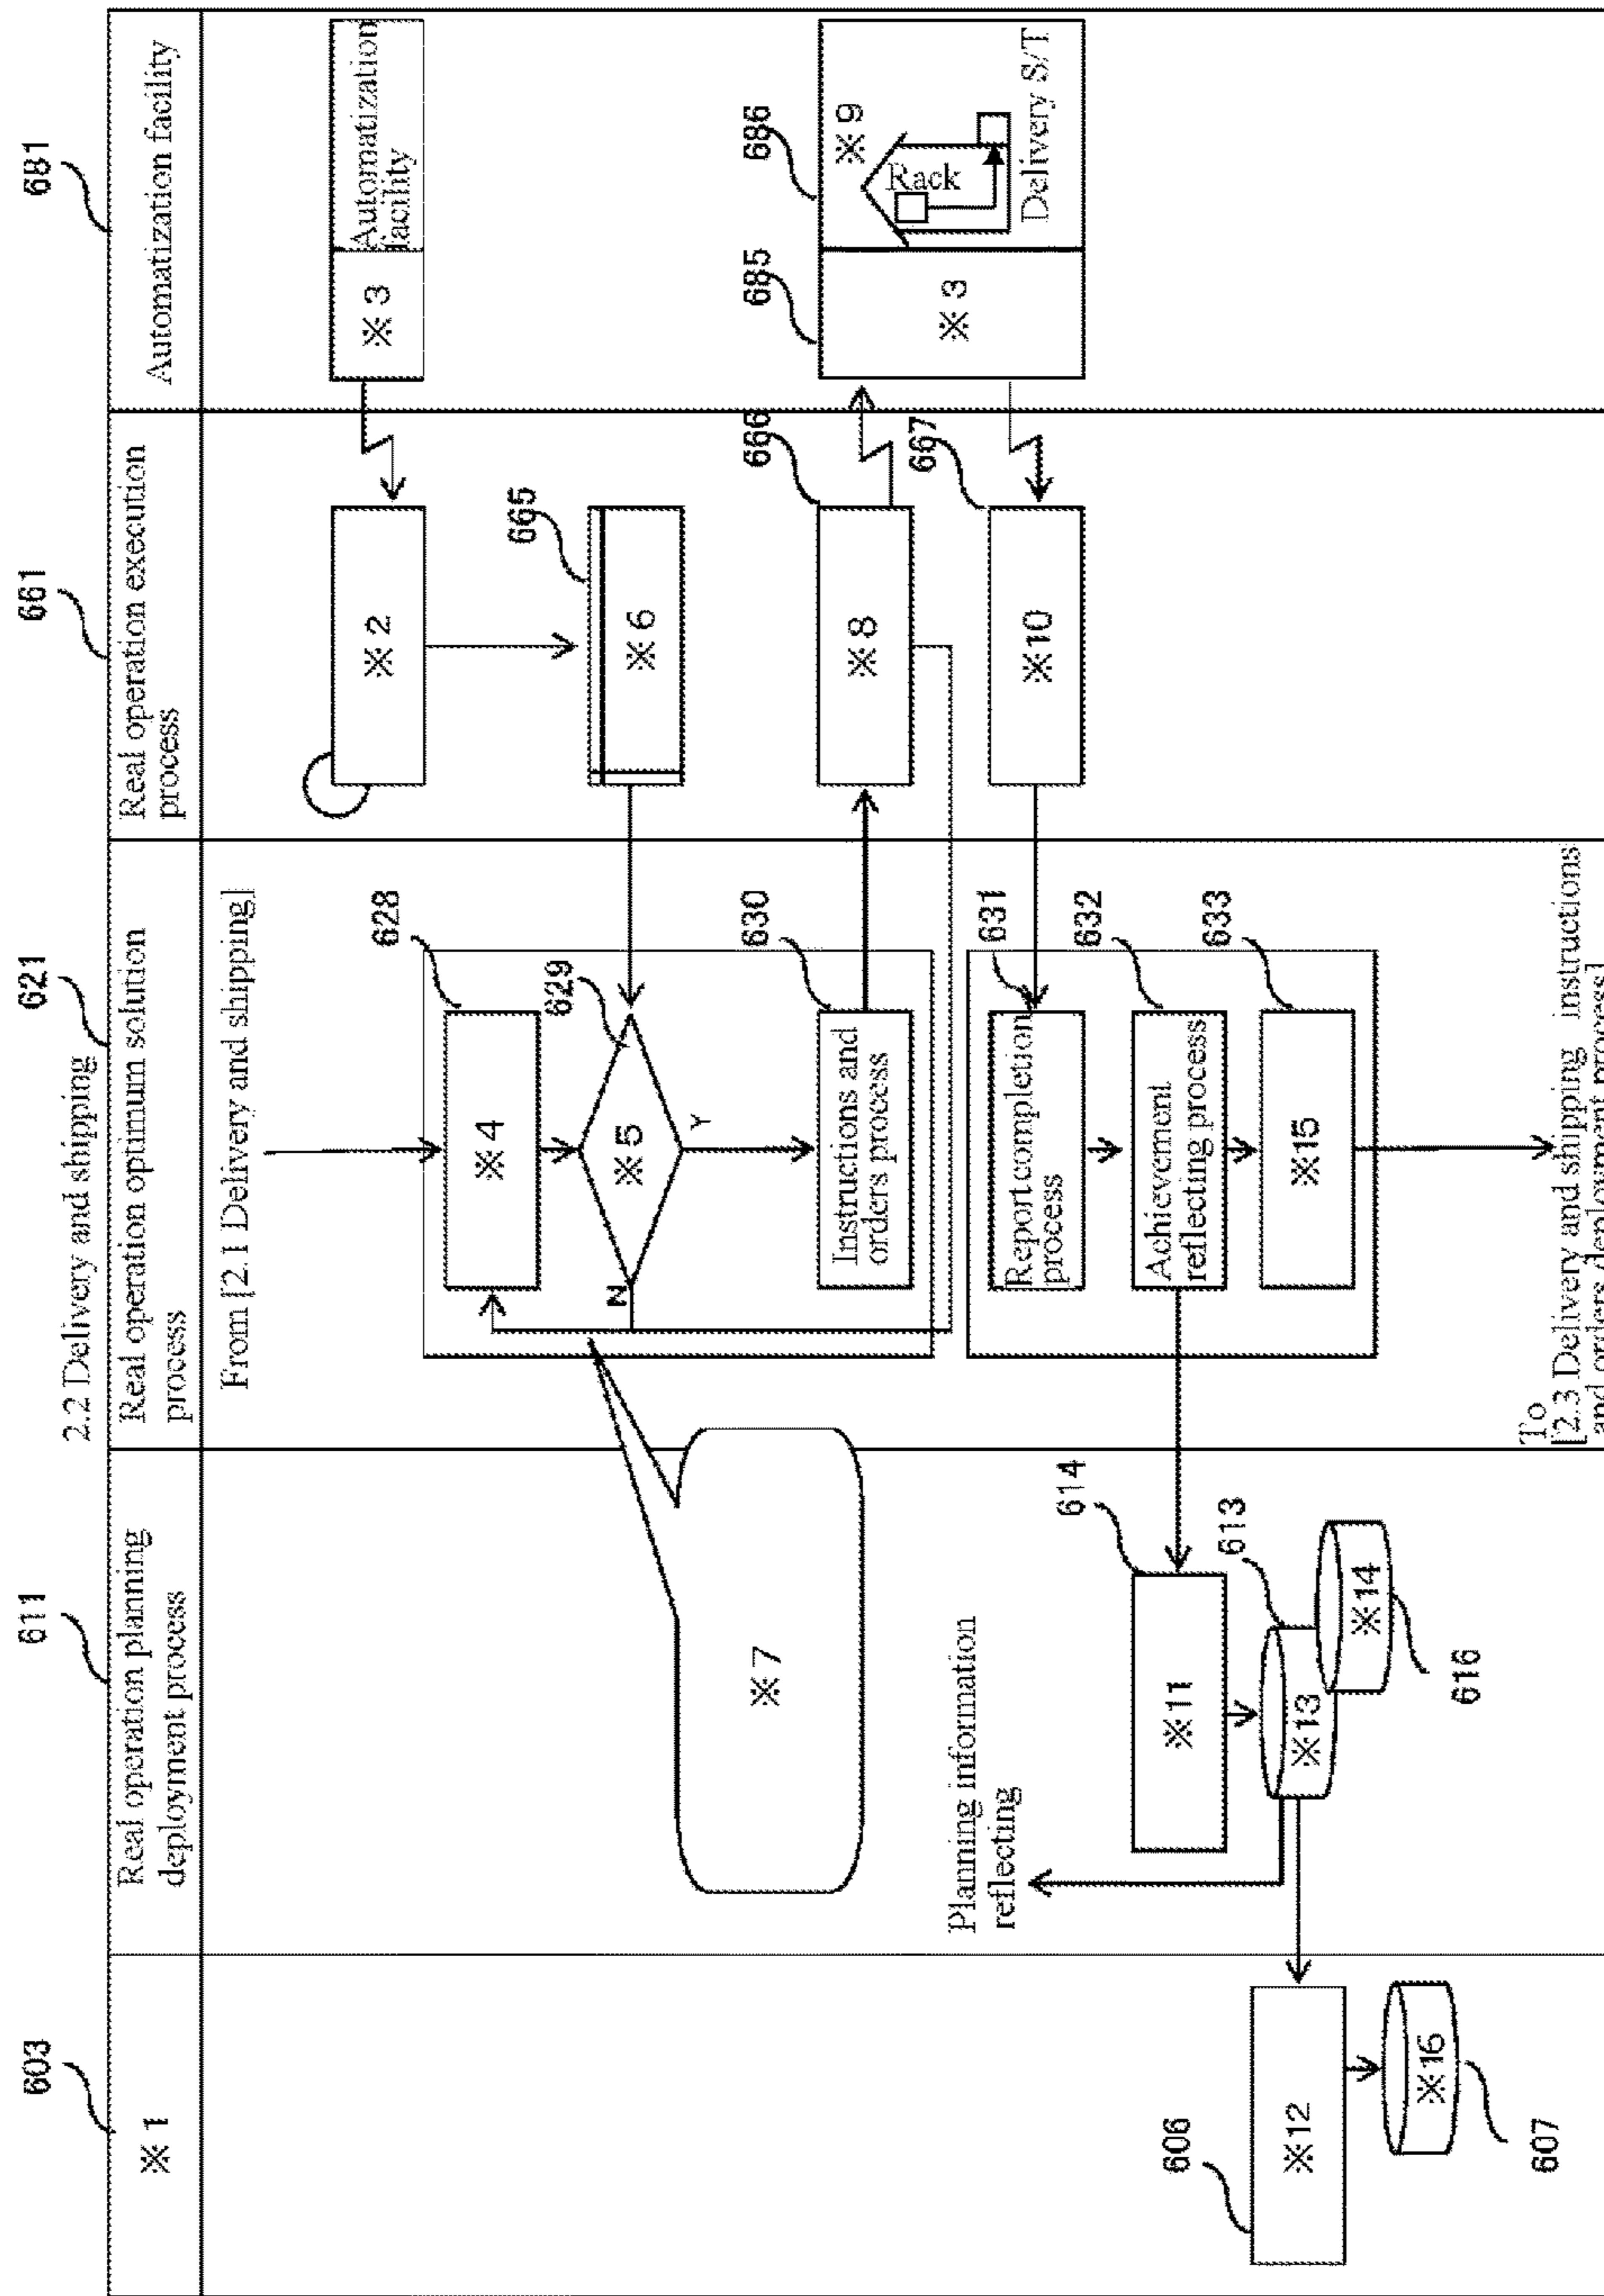 2.2 Delivery and shipping
603
611
621
661
681
※1
Real operation planning
deployment process
Real operation optimum solution
process
Real operation execution
process
Automatization facility
From [2.1 Delivery and shipping]
※2
※3
Automatization
facility
628
※4
629
※5
N
Y
665
※6
※7
630
Instructions and
orders process
666
※8
685
※3
686
※9
Rack
Delivery S/T
667
※10
631
Report completion
process
632
Achievement
reflecting process
633
※15
Planning information
reflecting
614
※11
613
※13
※14
616
606
※12
※16
607
To
[2.3 Delivery and shipping instructions
and orders deployment process]